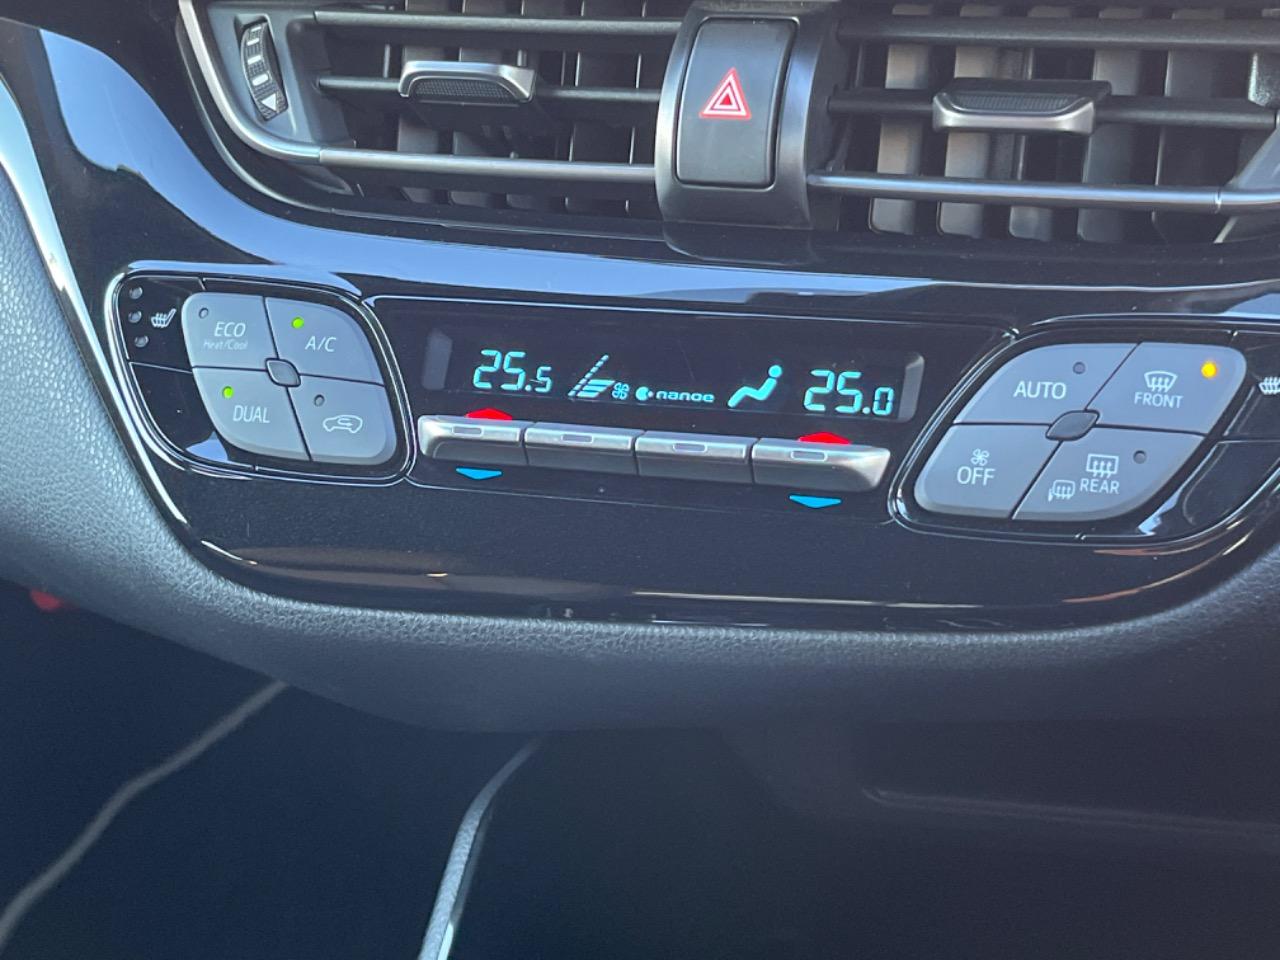 ECO
Heat/Cool
A/C
DUAL
25.5
nanoe
25.0
AUTO
FRONT
OFF
REAR